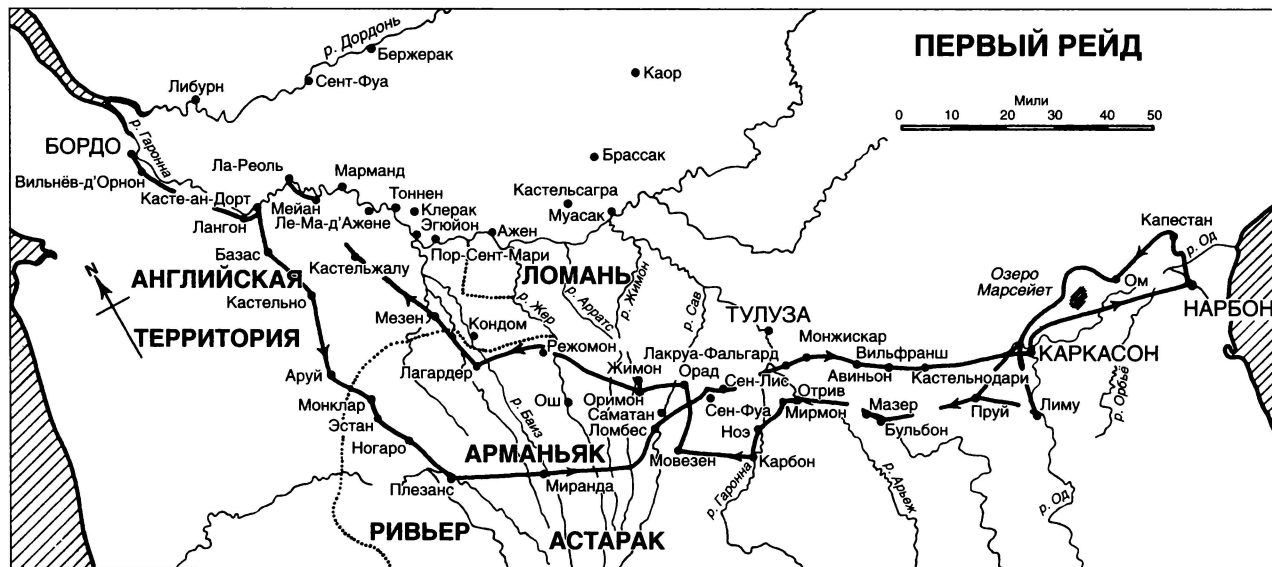 ПЕРВЫЙ РЕЙД
Мили
0 10 20 30 40 50
р. Дордонь
Бержерак
Сент-Фуа
Либурн
Каор
р. Гаронна
БОРДО
Вильнёв-д'Орнон
Ла-Реоль
Марманд
Брассак
Касте-ан-Дорт
Тоннен
Кастельсагра
Лангон
Мейан
Клерак
Муасак
Ле-Ма-д'Ажене
Эгюйон
Ажен
Капестан
Базас
Пор-Сент-Мари
р. Од
АНГЛИЙСКАЯ
Кастельжалу
ЛОМАНЬ
р. Жимон
Озеро
Марсейет
Ом
N
Кастельно
р. Жер
р. Арратс
р. Сав
НАРБОН
ТЕРРИТОРИЯ
Мезен
Кондом
ТУЛУЗА
Монжискар
Режомон
Лакруа-Фальгард
Вильфранш
КАРКАСОН
Аруй
Лагардер
Жимон
Орад
Сен-Лис
Авиньон
Кастельнодари
р. Орбьё
Монклар
Ош
Оримон
Отрив
Эстан
р. Баиз
Саматан
Сен-Фуа
Мирмон
Мазер
Пруй
Лиму
Ногаро
Ломбес
Ноэ
Бульбон
АРМАНЬЯК
Мовезен
Карбон
Плезанс
Миранда
р. Гаронна
р. Арьеж
р. Од
РИВЬЕР
АСТАРАК